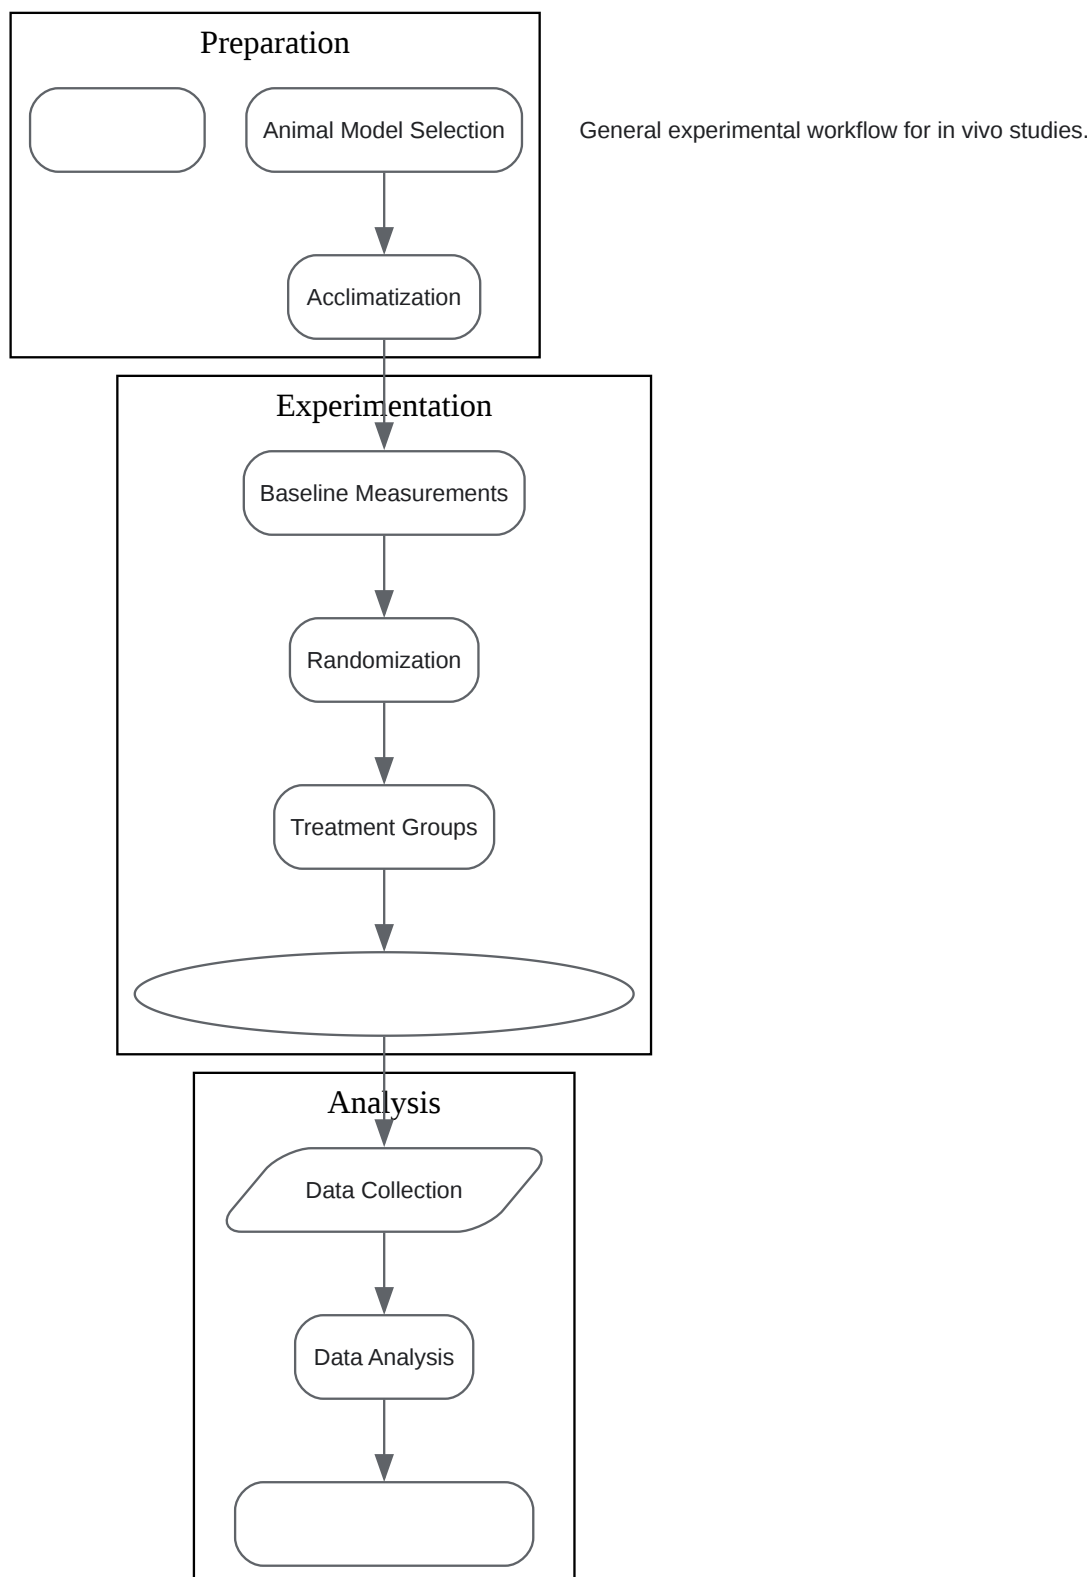 Preparation
Animal Model Selection
General experimental workflow for in vivo studies.
Acclimatization
Experimentation
Baseline Measurements
Randomization
Treatment Groups
Analysis
Data Collection
Data Analysis